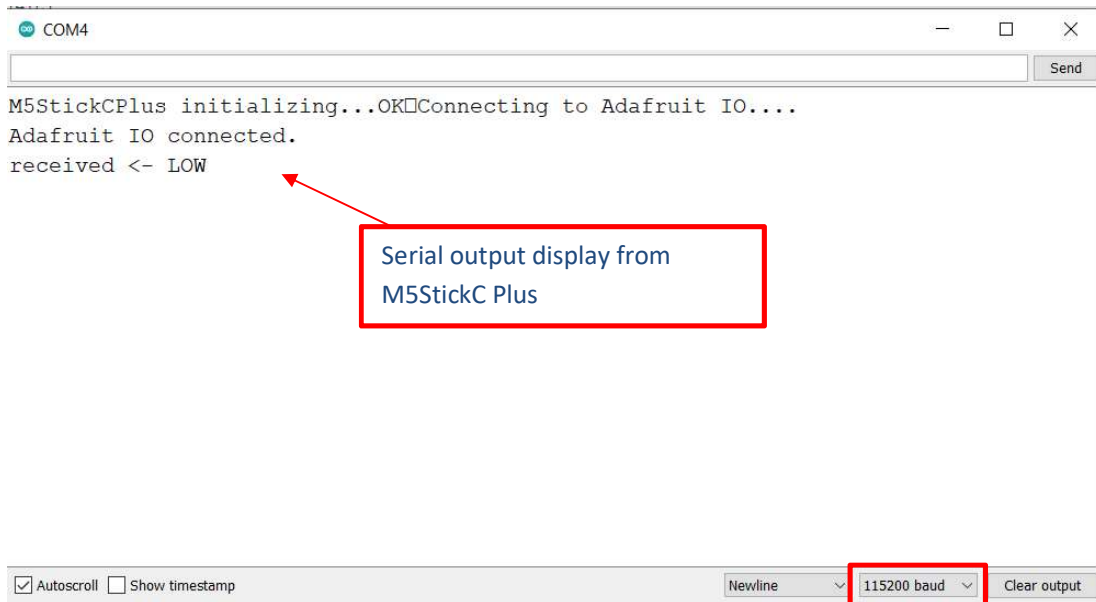 COM4
Send
M5StickCPlus initializing...OK□Connecting to Adafruit IO....
Adafruit IO connected.
received <- LOW
Serial output display from
M5StickC Plus
Autoscroll Show timestamp Newline 115200 baud Clear output